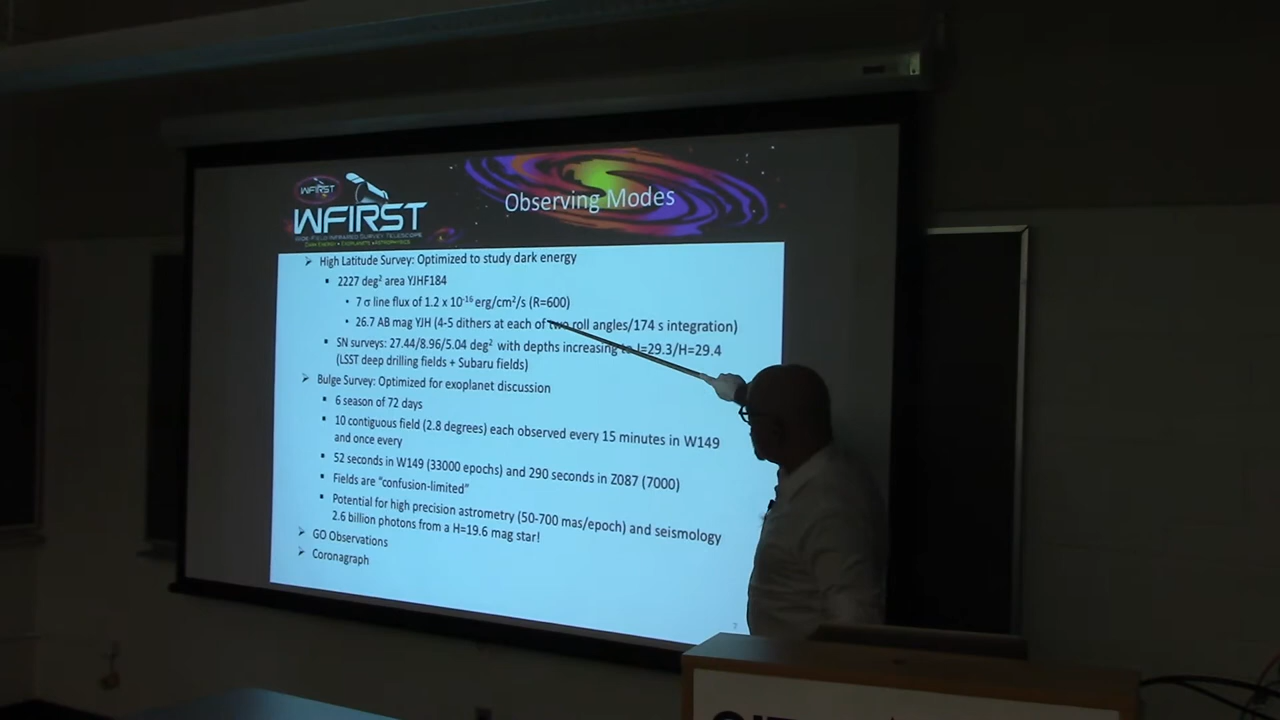 WFIRST
WFIRST
WIDE-FIELD INFRARED SURVEY TELESCOPE
DARK ENERGY • EXOPLANETS • ASTROPHYSICS
Observing Modes
High Latitude Survey: Optimized to study dark energy
2227 deg² area YJHF184
7 σ line flux of 1.2 x 10⁻¹⁶ erg/cm²/s (R=600)
26.7 AB mag YJH (4-5 dithers at each of two roll angles/174 s integration)
SN surveys: 27.44/8.96/5.04 deg² with depths increasing to J=29.3/H=29.4
(LSST deep drilling fields + Subaru fields)
Bulge Survey: Optimized for exoplanet discussion
6 season of 72 days
10 contiguous field (2.8 degrees) each observed every 15 minutes in W149
and once every
52 seconds in W149 (33000 epochs) and 290 seconds in Z087 (7000)
Fields are "confusion-limited"
Potential for high precision astrometry (50-700 mas/epoch) and seismology
2.6 billion photons from a H=19.6 mag star!
GO Observations
Coronagraph
7